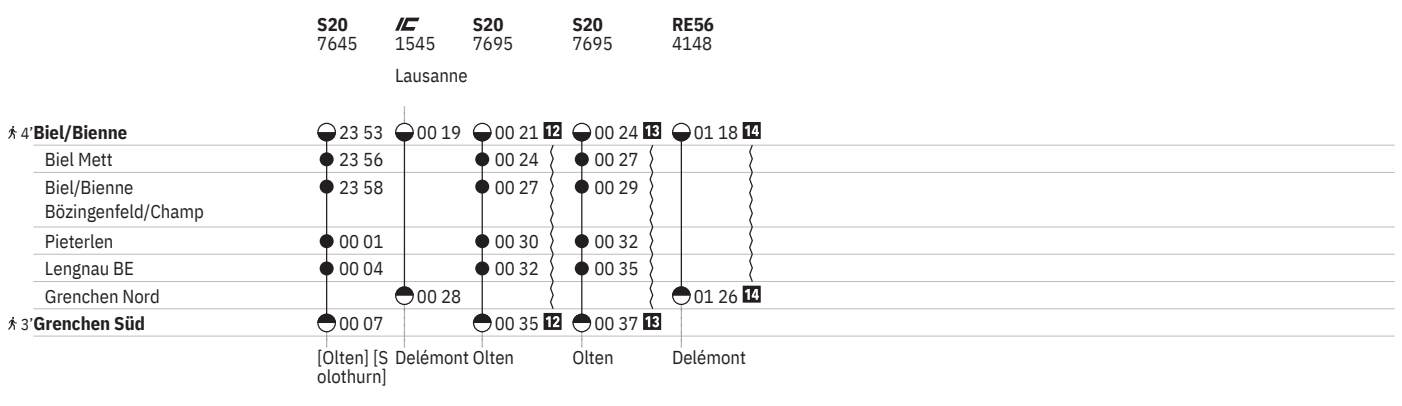 S20 IC S20 S20 RE56
7645 1545 7695 7695 4148
Lausanne
4' Biel/Bienne 23 53 00 19 00 21 12 00 24 13 01 18 14
Biel Mett 23 56 00 24 00 27
Biel/Bienne 23 58 00 27 00 29
Bözingenfeld/Champ
Pieterlen 00 01 00 30 00 32
Lengnau BE 00 04 00 32 00 35
Grenchen Nord 00 28 01 26 14
3' Grenchen Süd 00 07 00 35 12 00 37 13
[Olten] [S Delémont Olten Olten Delémont
olothurn]